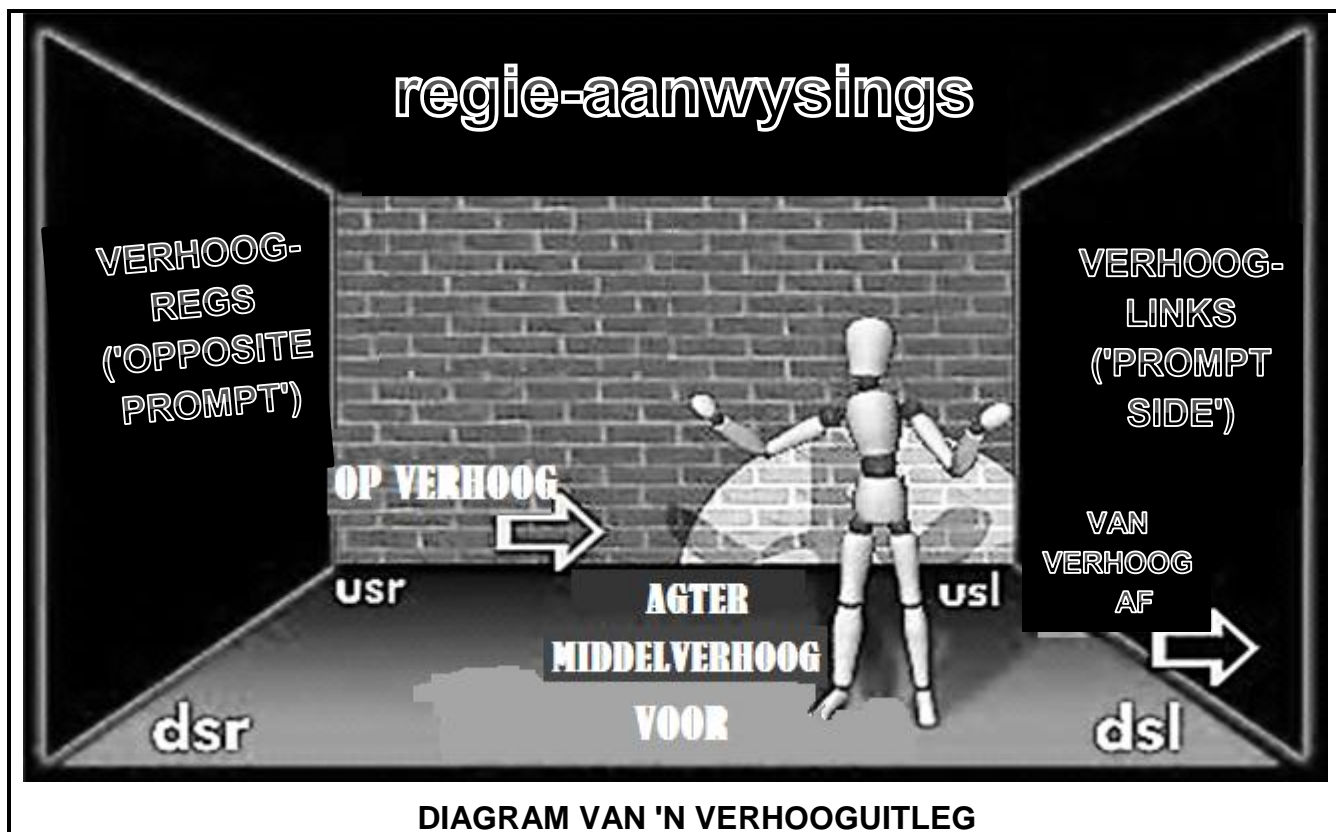 regie-aanwysings
VERHOOG-
REGS
('OPPOSITE
PROMPT')
VERHOOG-
LINKS
('PROMPT
SIDE')
OP VERHOOG
VAN
VERHOOG
AF
usr
AGTER
usl
MIDDELVERHOOG
dsr
VOOR
dsl
DIAGRAM VAN 'N VERHOOGUITLEG